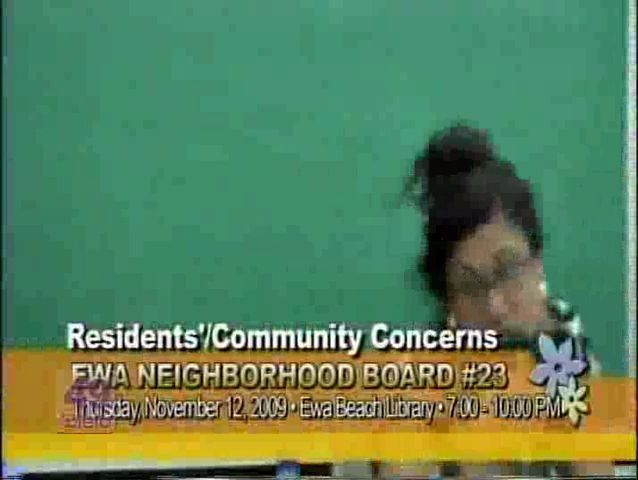 Residents'/Community Concerns
EWA NEIGHBORHOOD BOARD #23
Thursday, November 12, 2009 • Ewa Beach Library • 7:00 - 10:00 PM